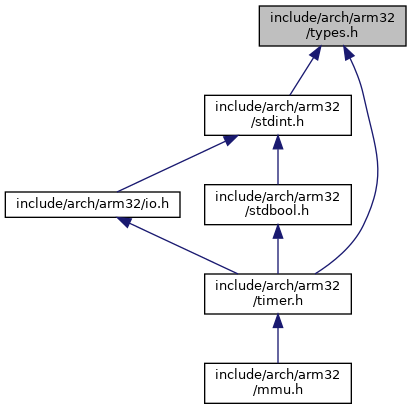 include/arch/arm32
/types.h
include/arch/arm32
/stdint.h
include/arch/arm32
/stdbool.h
include/arch/arm32/io.h
include/arch/arm32
/timer.h
include/arch/arm32
/mmu.h